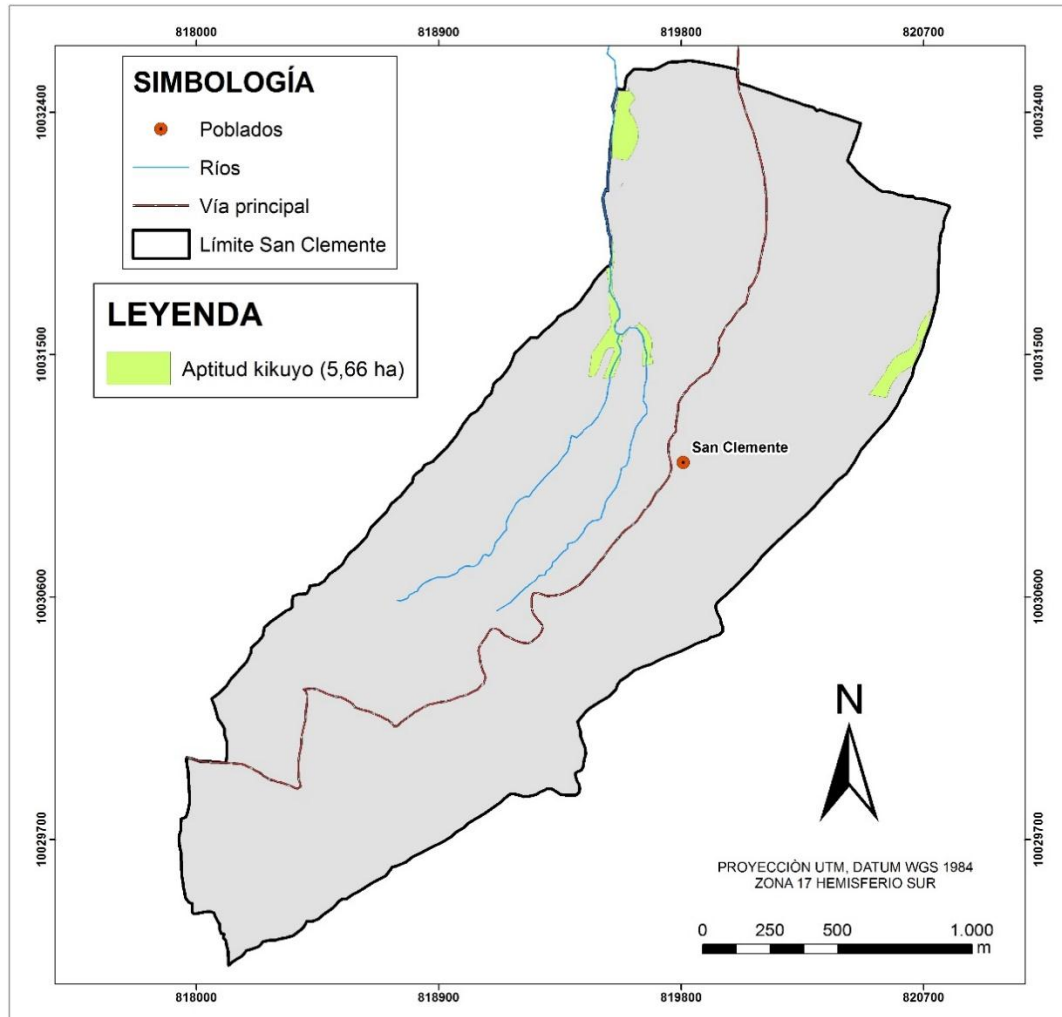 818000 818900 819800 820700
SIMBOLOGÍA
Poblados
Ríos
Vía principal
Límite San Clemente
LEYENDA
Aptitud kikuyo (5,66 ha)
10032400 10032400
10031500 10031500
San Clemente
10030600 10030600
N
10029700 10029700
PROYECCIÒN UTM, DATUM WGS 1984
ZONA 17 HEMISFERIO SUR
0 250 500 1.000
m
818000 818900 819800 820700